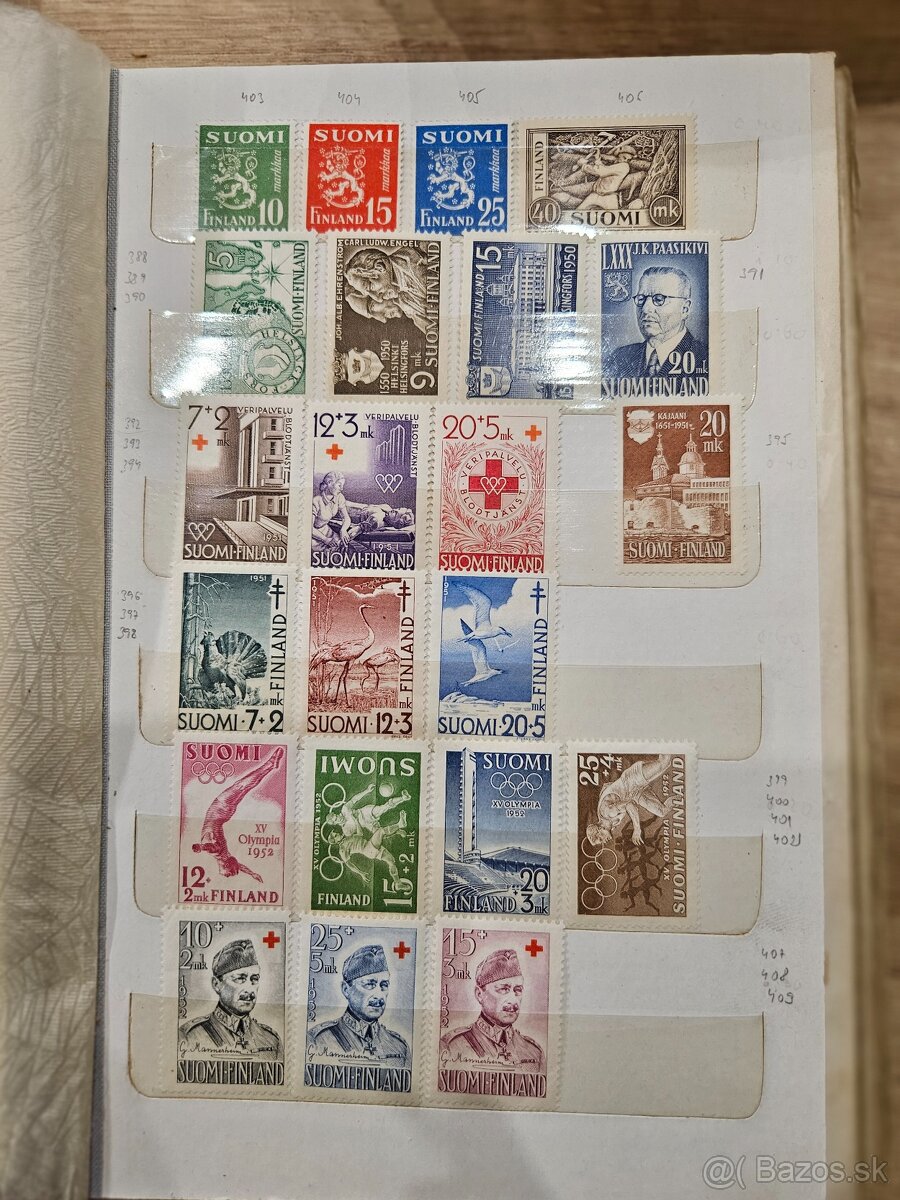 403 404 405 406
SUOMI
markkaa
FINLAND 10
SUOMI
markkaa
FINLAND 15
SUOMI
markkaa
FINLAND 25
FINLAND
40 SUOMI mk
388
389
390
5
SUOMI·FINLAND
JOH. ALB. EHRENSTRÖM
CARL LUDW. ENGEL
1550 1950
HELSINKI
HELSINGFORS
9 mk
SUOMI·FINLAND
15 mk
SUOMI·FINLAND
HELSINGFORS 1950
LXXX J.K. PAASIKIVI
20 mk
SUOMI·FINLAND
391
392
393
394
7+2 mk
VERIPALVELU
BLODTJÄNST
1951
SUOMI·FINLAND
12+3 mk
VERIPALVELU
BLODTJÄNST
1951
SUOMI·FINLAND
20+5 mk
VERIPALVELU
BLODTJÄNST
SUOMI·FINLAND
KAJAANI
1651-1951
20 mk
SUOMI·FINLAND
395
396
397
398
1951
FINLAND
mk
SUOMI·7+2
FINLAND
mk
SUOMI·12+3
FINLAND
mk
SUOMI·20+5
SUOMI
XV
Olympia
1952
12+
2mk FINLAND
SUOMI
XV OLYMPIA 1952
15+2 mk
FINLAND
SUOMI
XV OLYMPIA
1952
20+
FINLAND 3mk
25+4 mk
XV OLYMPIA 1952
SUOMI·FINLAND
399
400
401
402
10+
2 mk
1952
G. Mannerheim
SUOMI·FINLAND
25+
5 mk
1952
G. Mannerheim
SUOMI·FINLAND
15+
3 mk
1952
G. Mannerheim
SUOMI·FINLAND
407
408
409
@( Bazos.sk